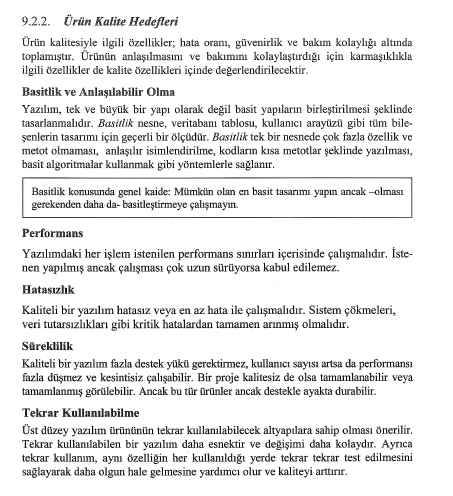 9.2.2. Ürün Kalite Hedefleri
Ürün kalitesiyle ilgili özellikler; hata oranı, güvenirlik ve bakım kolaylığı altında
toplamıştır. Ürünün anlaşılmasını ve bakımını kolaylaştırdığı için karmaşıklıkla
ilgili özellikler de kalite özellikleri içinde değerlendirilecektir.
Basitlik ve Anlaşılabilir Olma
Yazılım, tek ve büyük bir yapı olarak değil basit yapıların birleştirilmesi şeklinde
tasarlanmalıdır. Basitlik nesne, veritabanı tablosu, kullanıcı arayüzü gibi tüm bile-
şenlerin tasarımı için geçerli bir ölçüdür. Basitlik tek bir nesnede çok fazla özellik ve
metot olmaması, anlaşılır isimlendirilme, kodların kısa metotlar şeklinde yazılması,
basit algoritmalar kullanmak gibi yöntemlerle sağlanır.
Basitlik konusunda genel kaide: Mümkün olan en basit tasarımı yapın ancak –olması
gerekenden daha da- basitleştirmeye çalışmayın.
Performans
Yazılımdaki her işlem istenilen performans sınırları içerisinde çalışmalıdır. İste-
nen yapılmış ancak çalışması çok uzun sürüyorsa kabul edilemez.
Hatasızlık
Kaliteli bir yazılım hatasız veya en az hata ile çalışmalıdır. Sistem çökmeleri,
veri tutarsızlıkları gibi kritik hatalardan tamamen arınmış olmalıdır.
Süreklilik
Kaliteli bir yazılım fazla destek yükü gerektirmez, kullanıcı sayısı artsa da performansı
fazla düşmez ve kesintisiz çalışabilir. Bir proje kalitesiz de olsa tamamlanabilir veya
tamamlanmış görülebilir. Ancak bu tür ürünler ancak destekle ayakta durabilir.
Tekrar Kullanılabilme
Üst düzey yazılım ürününün tekrar kullanılabilecek altyapılara sahip olması önerilir.
Tekrar kullanılabilen bir yazılım daha esnektir ve değişimi daha kolaydır. Ayrıca
tekrar kullanım, aynı özelliğin her kullanıldığı yerde tekrar tekrar test edilmesini
sağlayarak daha olgun hale gelmesine yardımcı olur ve kaliteyi arttırır.